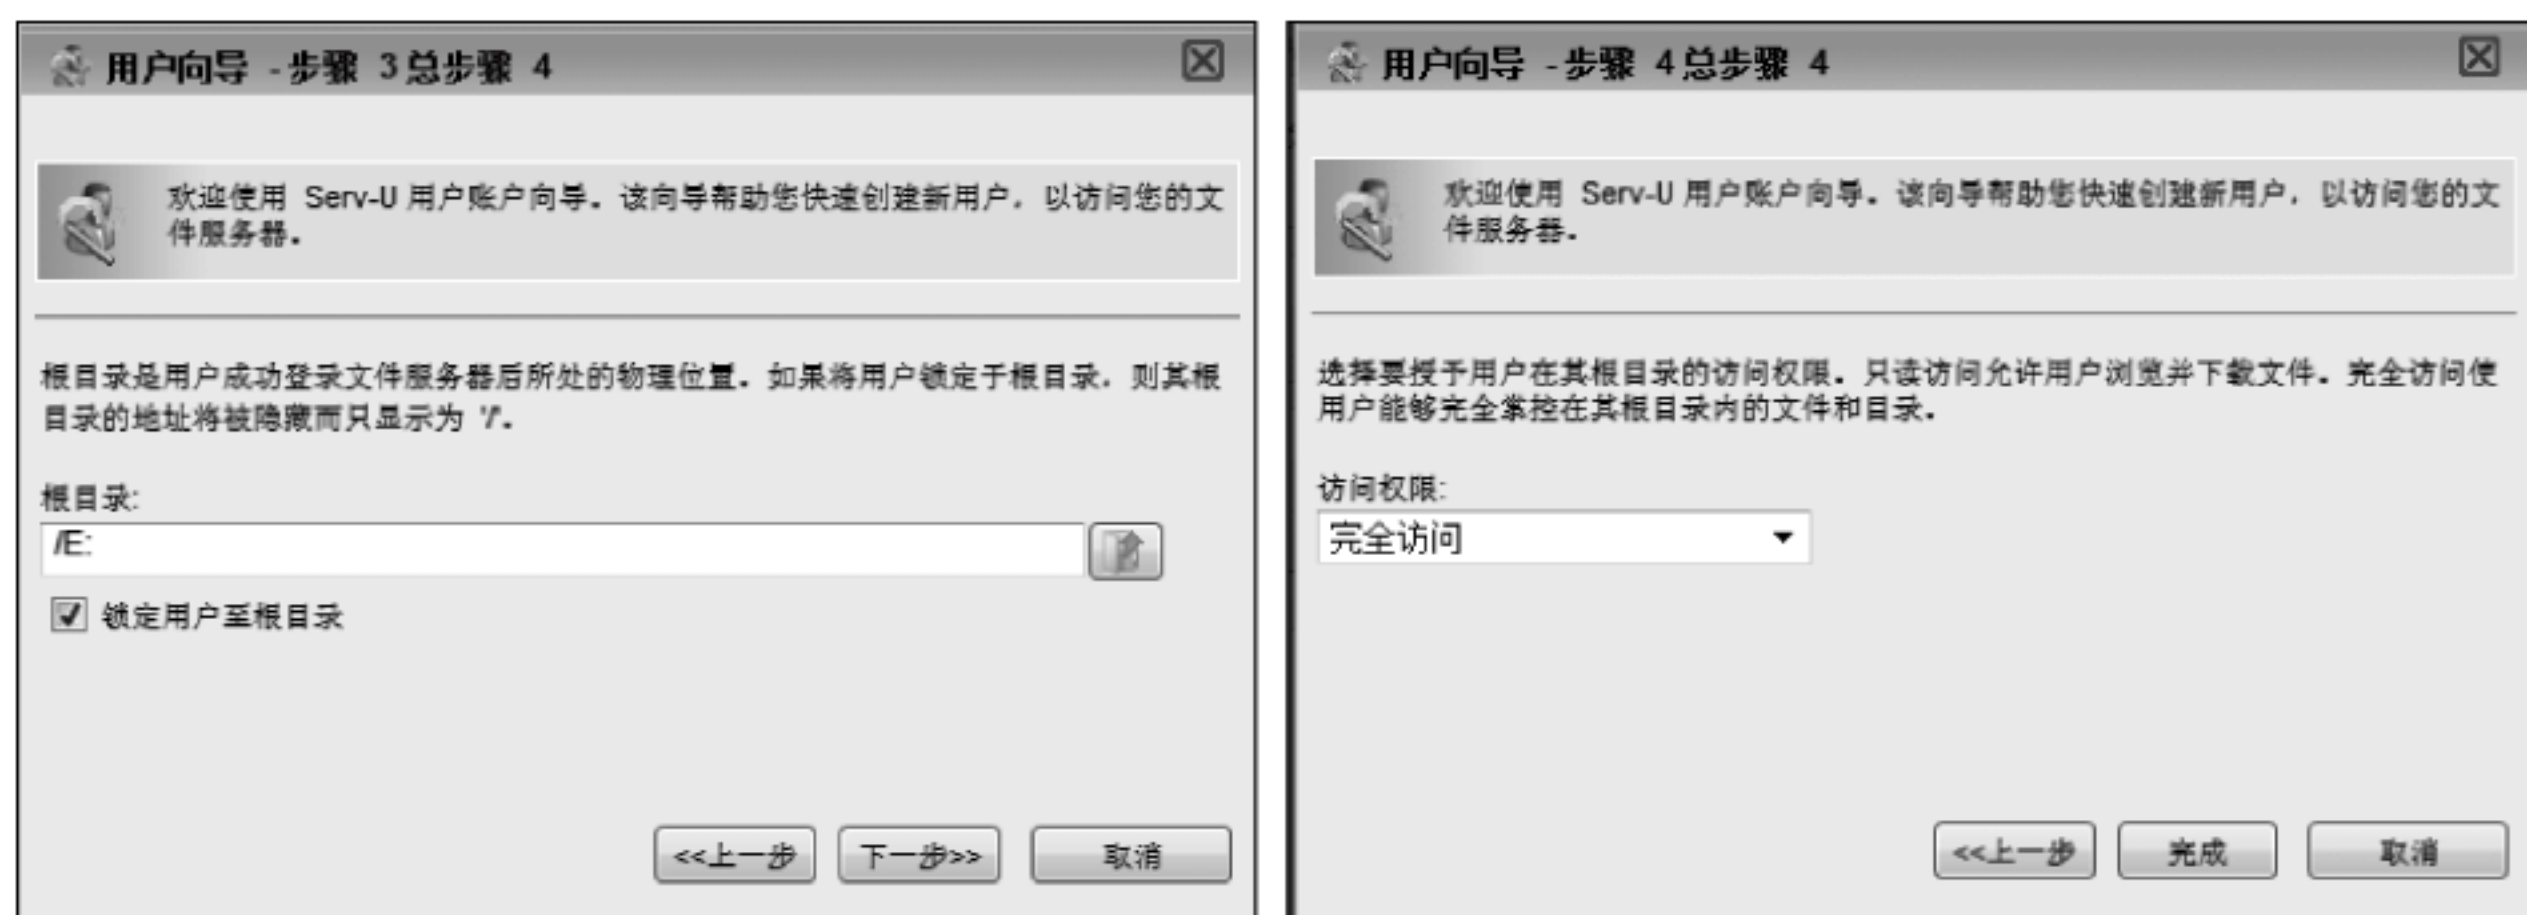 用户向导 - 步骤 3总步骤 4
欢迎使用 Serv-U 用户账户向导。该向导帮助您快速创建新用户，以访问您的文
件服务器。
根目录是用户成功登录文件服务器后所处的物理位置。如果将用户锁定于根目录，则其根
目录的地址将被隐藏而只显示为 '/'。
根目录:
/E:
锁定用户至根目录
<<上一步
下一步>>
取消
用户向导 - 步骤 4总步骤 4
欢迎使用 Serv-U 用户账户向导。该向导帮助您快速创建新用户，以访问您的文
件服务器。
选择要授予用户在其根目录的访问权限。只读访问允许用户浏览并下载文件。完全访问使
用户能够完全掌控在其根目录内的文件和目录。
访问权限:
完全访问
<<上一步
完成
取消